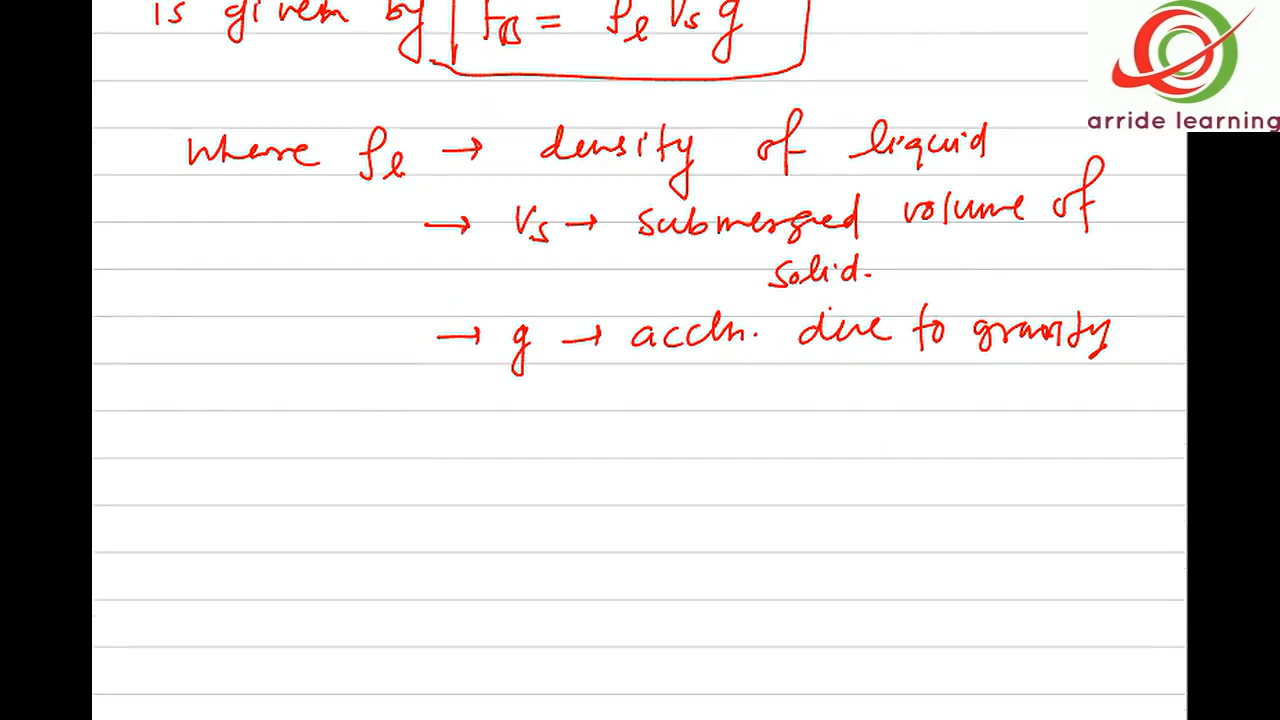 is given by F_B = ρ_l V_s g
arride learning
where ρ_l → density of liquid
→ V_s → submerged volume of
solid.
→ g → accln. due to gravity